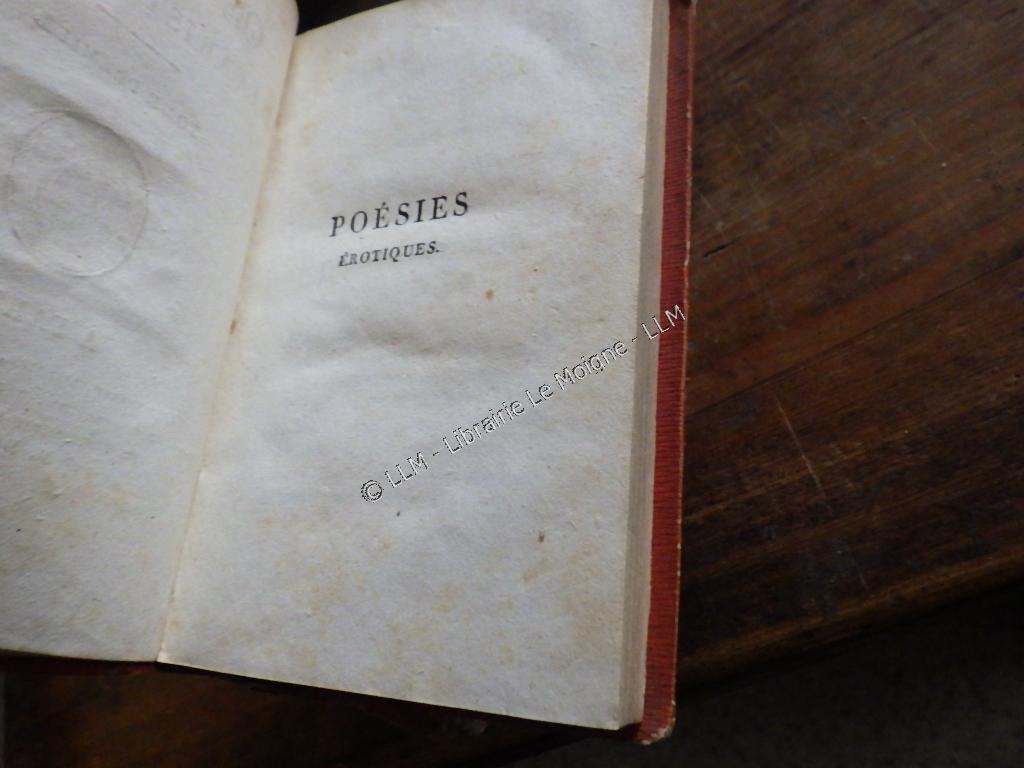 POÉSIES
ÉROTIQUES.
© LLM - Librairie Le Moigne - LLM